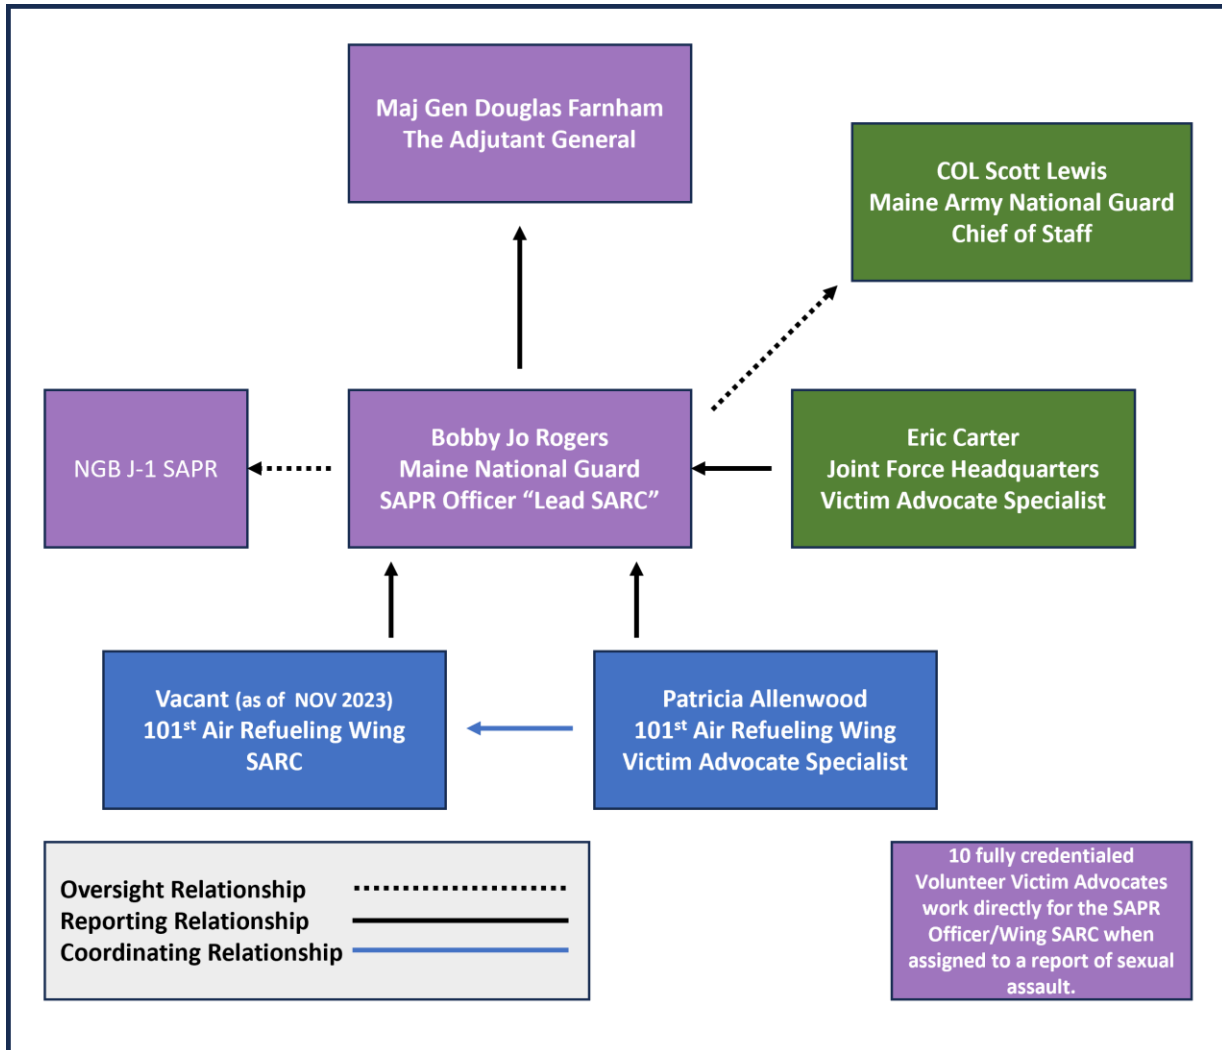 Maj Gen Douglas Farnham
The Adjutant General
COL Scott Lewis
Maine Army National Guard
Chief of Staff
NGB J-1 SAPR
Bobby Jo Rogers
Maine National Guard
SAPR Officer “Lead SARC”
Eric Carter
Joint Force Headquarters
Victim Advocate Specialist
Vacant (as of NOV 2023)
101st Air Refueling Wing
SARC
Patricia Allenwood
101st Air Refueling Wing
Victim Advocate Specialist
Oversight Relationship
Reporting Relationship
Coordinating Relationship
10 fully credentialed
Volunteer Victim Advocates
work directly for the SAPR
Officer/Wing SARC when
assigned to a report of sexual
assault.